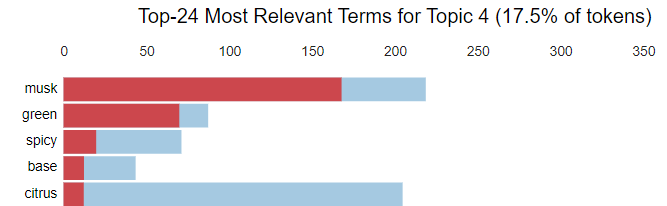 Top-24 Most Relevant Terms for Topic 4 (17.5% of tokens)
0 50 100 150 200 250 300 350
musk
green
spicy
base
citrus